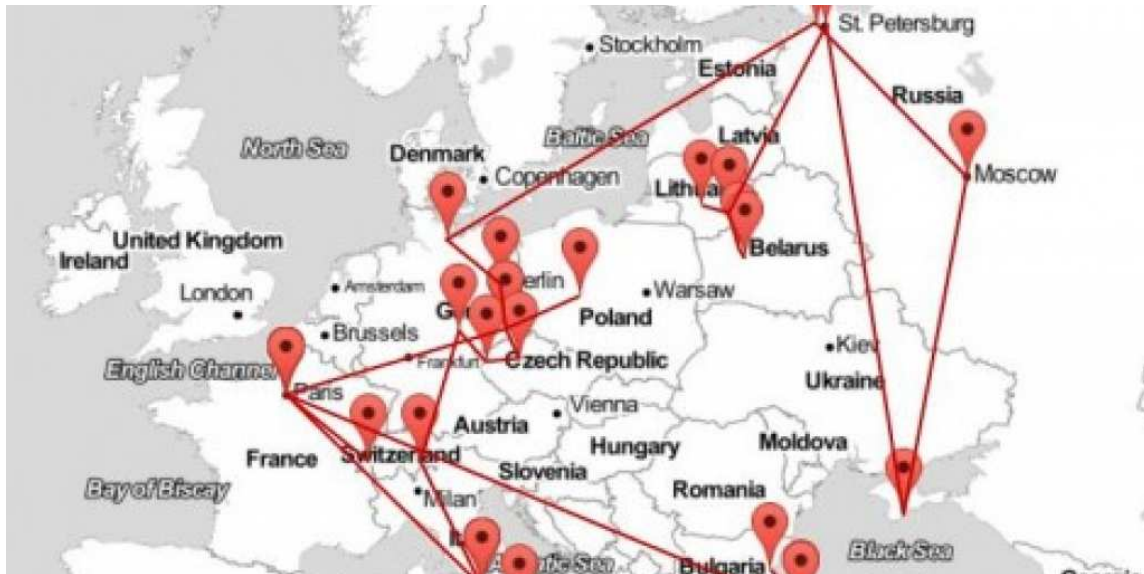 St. Petersburg
Stockholm
Estonia
Russia
North Sea
Baltic Sea
Latvia
Denmark
Copenhagen
Moscow
United Kingdom
Belarus
Ireland
London
Amsterdam
Warsaw
Poland
Brussels
Frankfurt
Czech Republic
Kiev
English Channel
Ukraine
Paris
Vienna
Austria
Hungary
Moldova
France
Switzerland
Slovenia
Bay of Biscay
Milan
Romania
Black Sea
Bulgaria